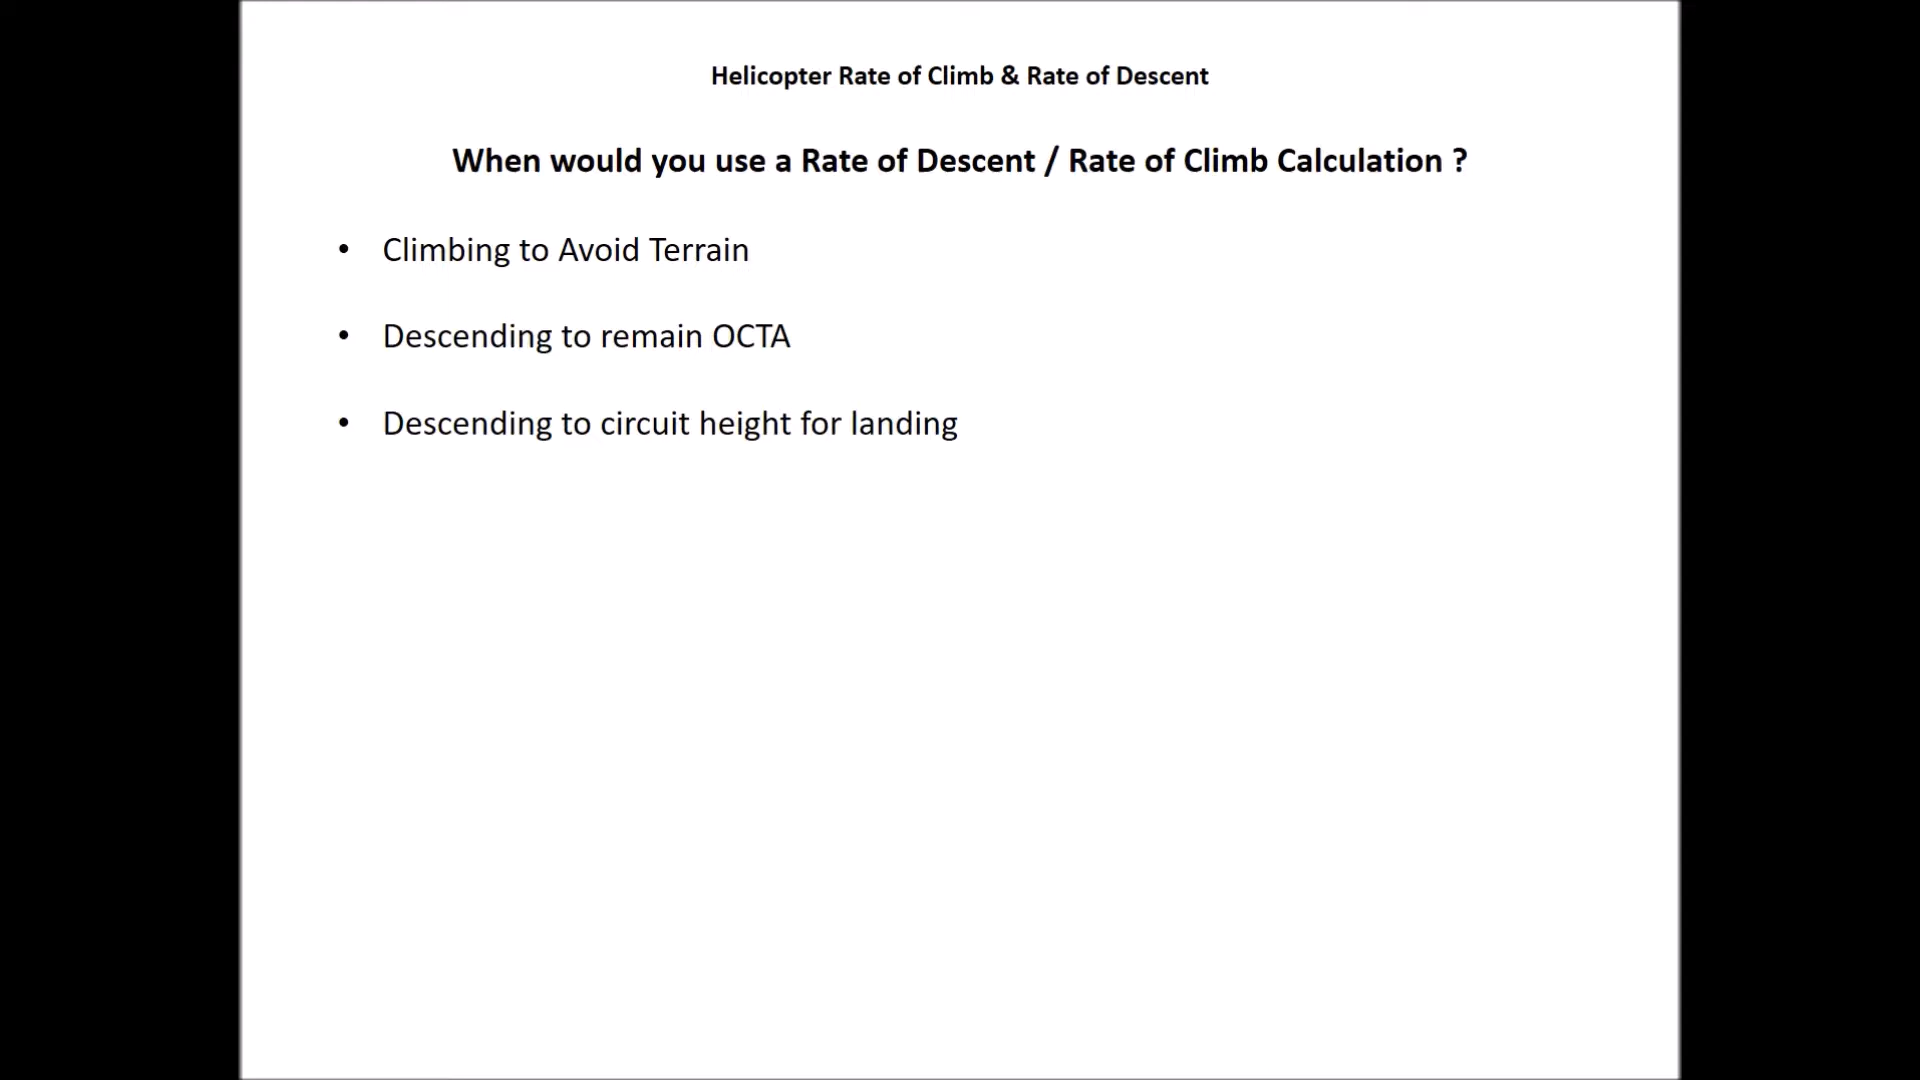 Helicopter Rate of Climb & Rate of Descent
When would you use a Rate of Descent / Rate of Climb Calculation ?
• Climbing to Avoid Terrain
• Descending to remain OCTA
• Descending to circuit height for landing